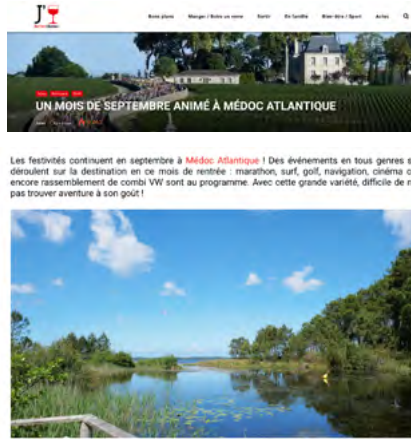 J'
Bons plans Manger / Boire un verre Sortir En famille Bien-être / Sport Actus
UN MOIS DE SEPTEMBRE ANIMÉ À MÉDOC ATLANTIQUE
Les festivités continuent en septembre à Médoc Atlantique ! Des événements en tous genres s
déroulent sur la destination en ce mois de rentrée : marathon, surf, golf, navigation, cinéma o
encore rassemblement de combi VW sont au programme. Avec cette grande variété, difficile de n
pas trouver aventure à son goût !